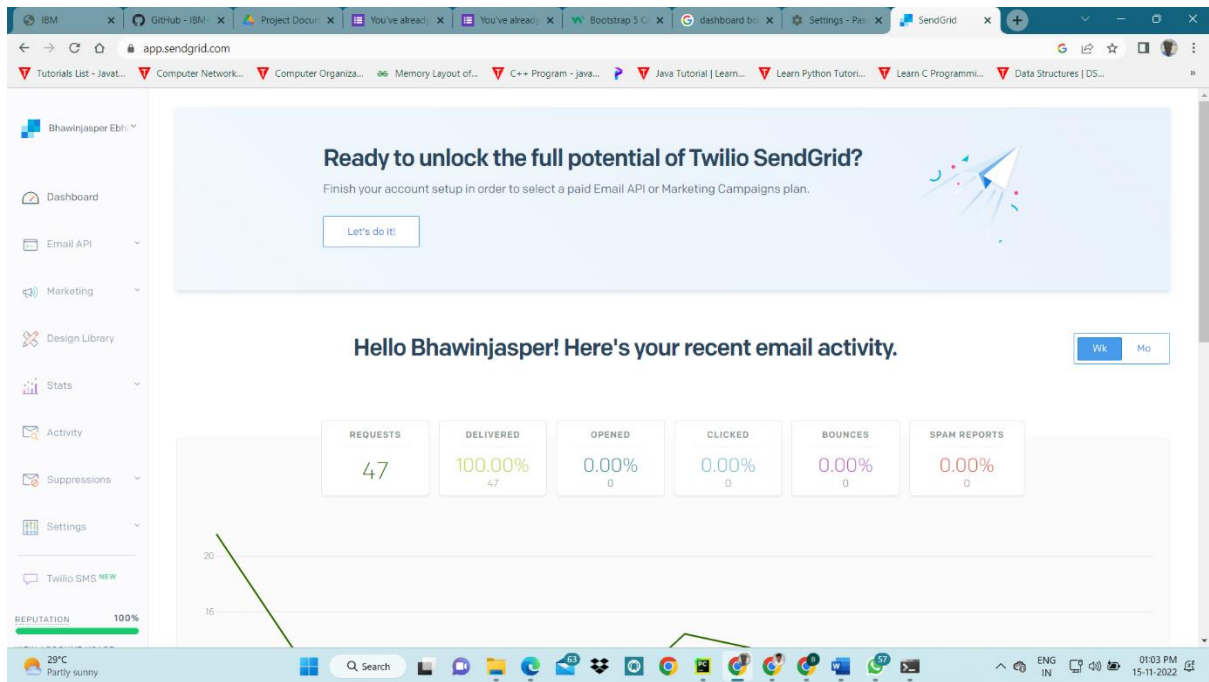 IBM
GitHub - IBM-
Project Docum
You've already
You've already
Bootstrap 5 C
dashboard bo
Settings - Pas
SendGrid
app.sendgrid.com
Tutorials List - Javat...
Computer Network...
Computer Organiza...
Memory Layout of...
C++ Program - java...
Java Tutorial | Learn...
Learn Python Tutori...
Learn C Programmi...
Data Structures | DS...
Bhawinjasper Ebhi
Dashboard
Email API
Marketing
Design Library
Stats
Activity
Suppressions
Settings
Twilio SMS NEW
REPUTATION 100%
Ready to unlock the full potential of Twilio SendGrid?
Finish your account setup in order to select a paid Email API or Marketing Campaigns plan.
Let's do it!
Hello Bhawinjasper! Here's your recent email activity.
Wk Mo
REQUESTS
47
DELIVERED
100.00%
47
OPENED
0.00%
0
CLICKED
0.00%
0
BOUNCES
0.00%
0
SPAM REPORTS
0.00%
0
20
15
29°C
Partly sunny
Search
63
57
ENG
IN
01:03 PM
15-11-2022